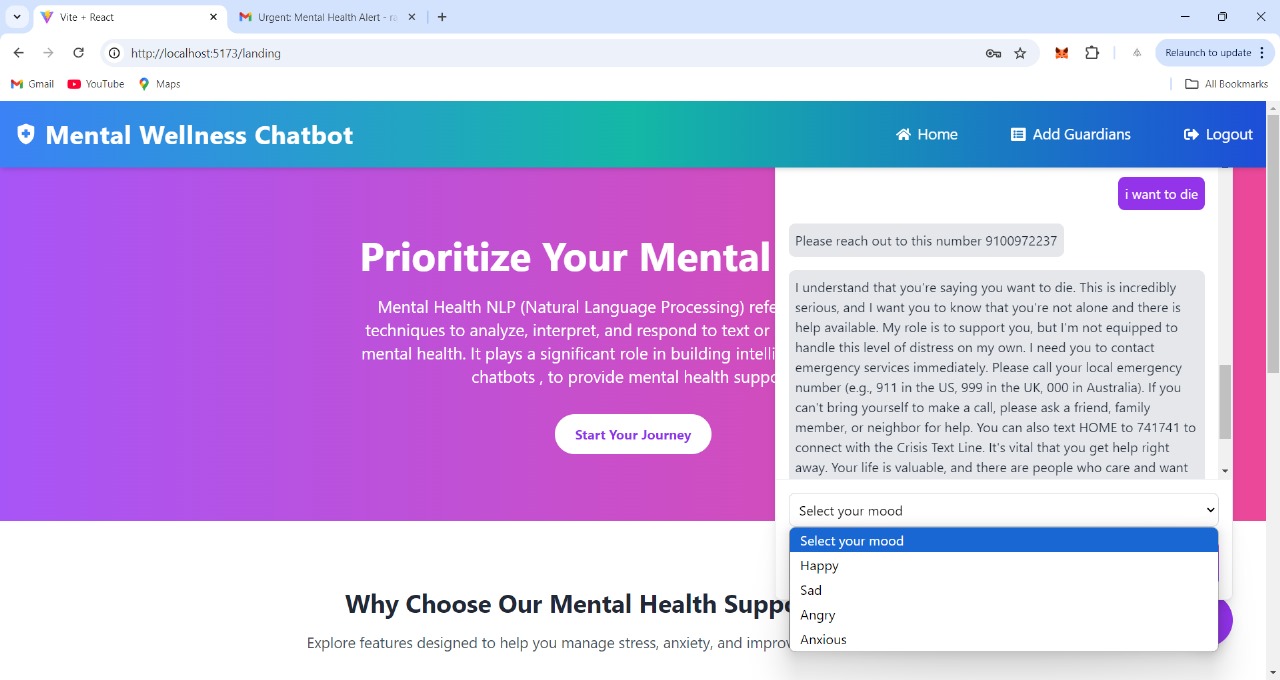 Vite + React
Urgent: Mental Health Alert - ra
http://localhost:5173/landing
Relaunch to update
Gmail
YouTube
Maps
All Bookmarks
Mental Wellness Chatbot
Home
Add Guardians
Logout
Prioritize Your Mental
Mental Health NLP (Natural Language Processing) refe
techniques to analyze, interpret, and respond to text or
mental health. It plays a significant role in building intelli
chatbots , to provide mental health suppo
Start Your Journey
i want to die
Please reach out to this number 9100972237
I understand that you're saying you want to die. This is incredibly
serious, and I want you to know that you're not alone and there is
help available. My role is to support you, but I'm not equipped to
handle this level of distress on my own. I need you to contact
emergency services immediately. Please call your local emergency
number (e.g., 911 in the US, 999 in the UK, 000 in Australia). If you
can't bring yourself to make a call, please ask a friend, family
member, or neighbor for help. You can also text HOME to 741741 to
connect with the Crisis Text Line. It's vital that you get help right
away. Your life is valuable, and there are people who care and want
Select your mood
Select your mood
Happy
Sad
Angry
Anxious
Why Choose Our Mental Health Suppo
Explore features designed to help you manage stress, anxiety, and improv